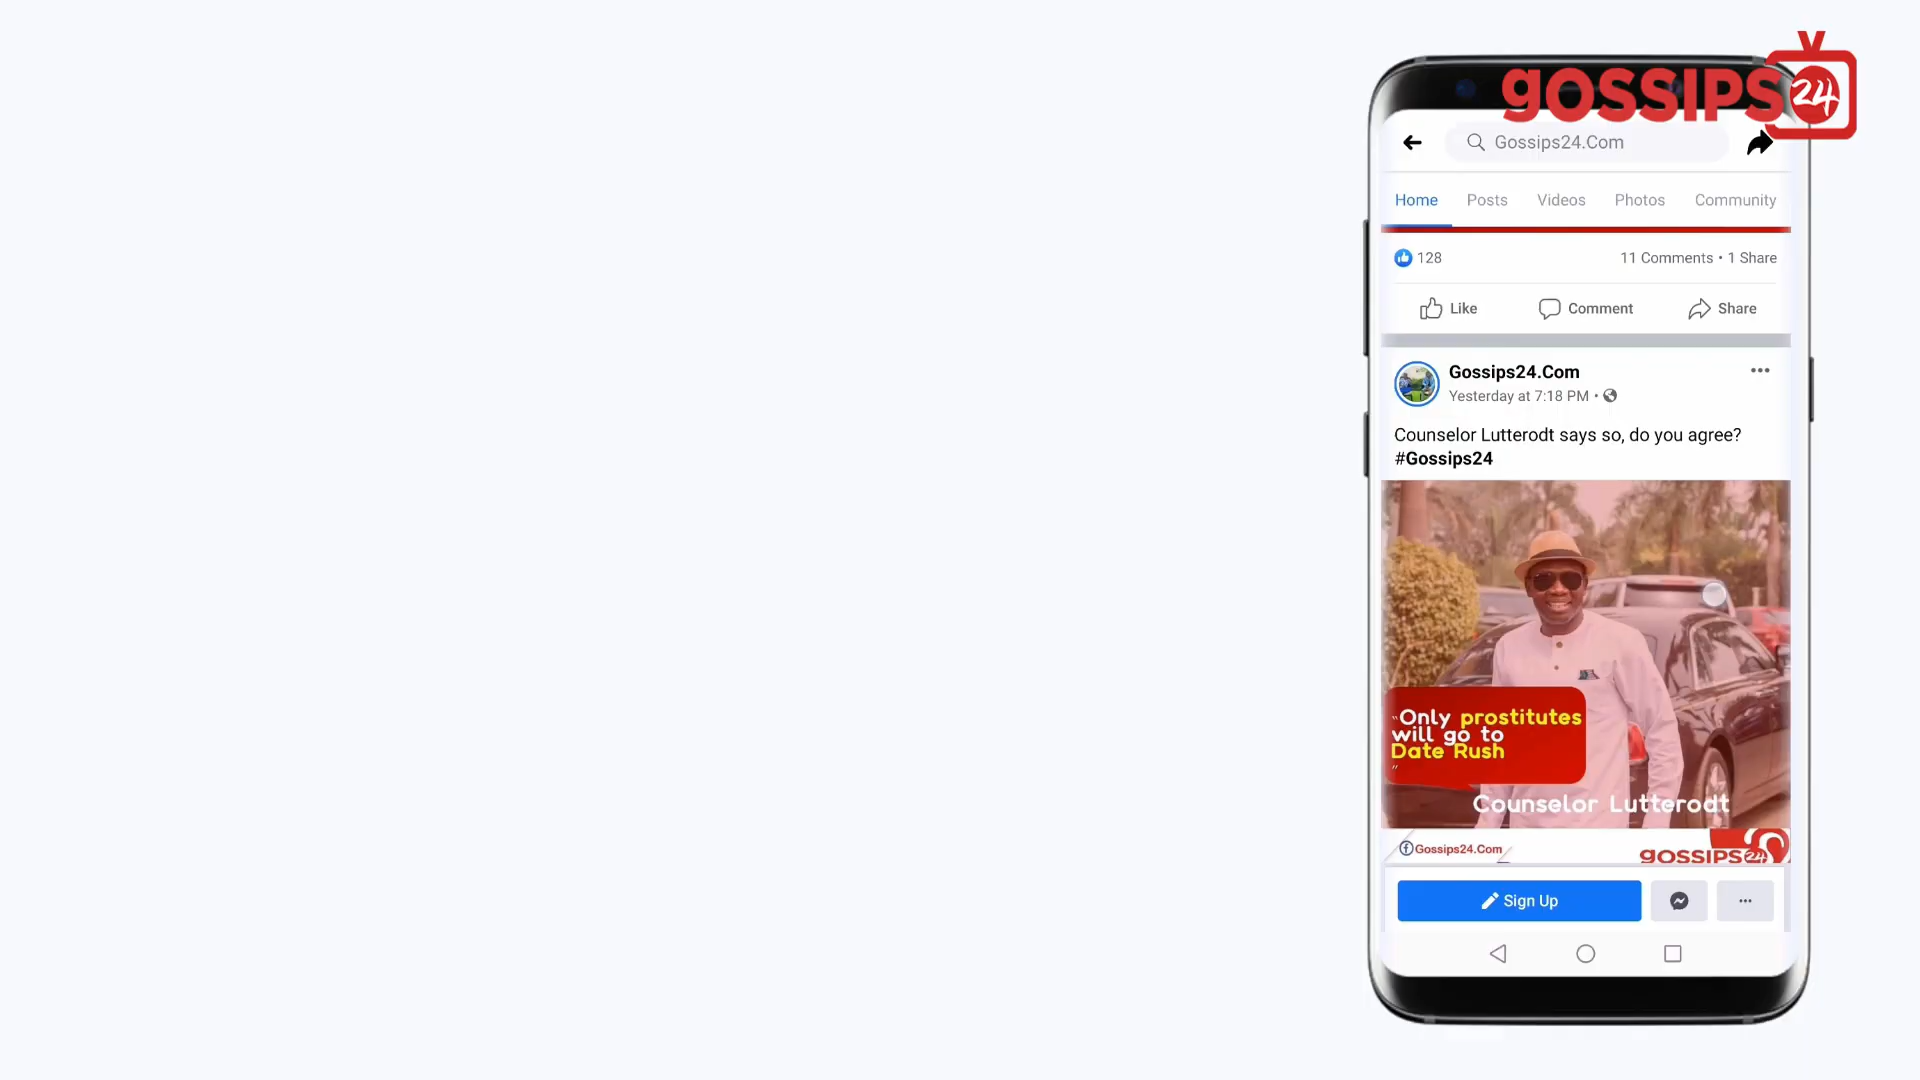 gossips 24
Gossips24.Com
Home Posts Videos Photos Community
128 11 Comments • 1 Share
Like Comment Share
Gossips24.Com
Yesterday at 7:18 PM •
Counselor Lutterodt says so, do you agree?
#Gossips24
"Only prostitutes
will go to
Date Rush
"
Counselor Lutterodt
Gossips24.Com
gossips24
Sign Up